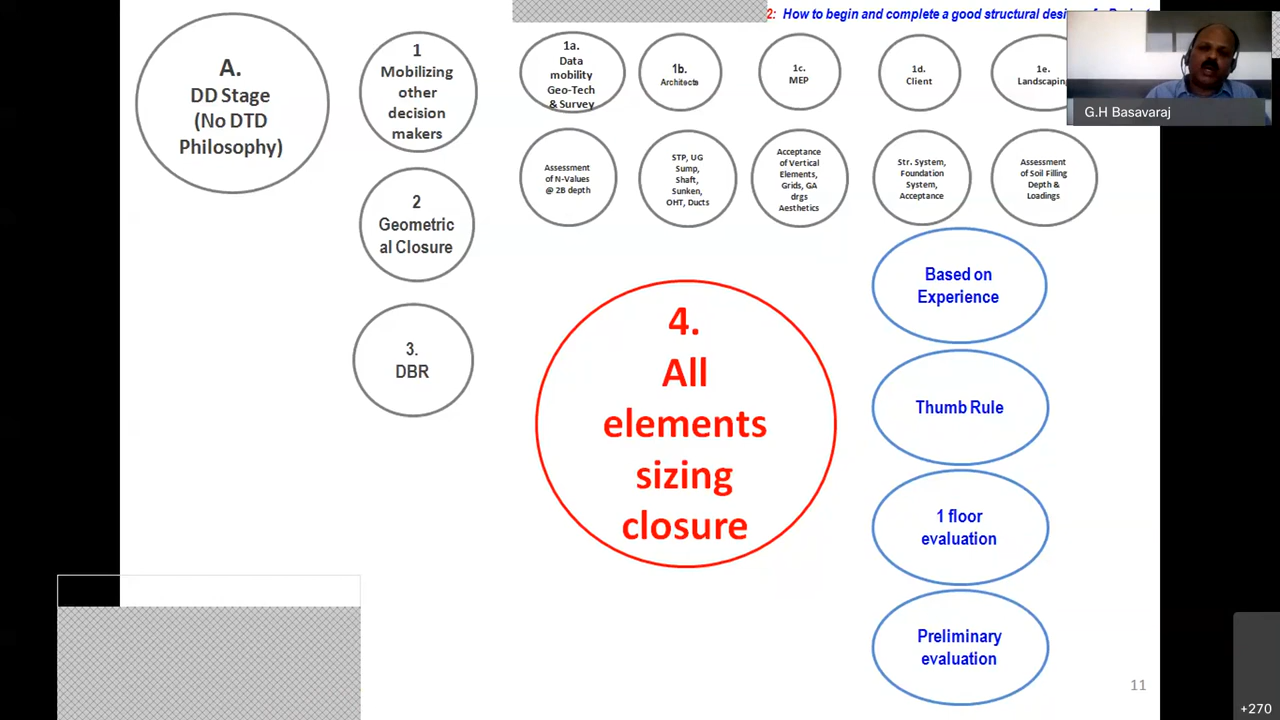 2: How to begin and complete a good structural design of a Project
A.
DD Stage
(No DTD
Philosophy)
1
Mobilizing
other
decision
makers
1a.
Data
mobility
Geo-Tech
& Survey
1b.
Architects
1c.
MEP
1d.
Client
1e.
Landscaping
G.H Basavaraj
Assessment
of N-Values
@ 2B depth
STP, UG
Sump,
Shaft,
Sunken,
OHT, Ducts
Acceptance
of Vertical
Elements,
Grids, GA
drgs
Aesthetics
Str. System,
Foundation
System,
Acceptance
Assessment
of Soil Filling
Depth &
Loadings
2
Geometric
al Closure
3.
DBR
4.
All
elements
sizing
closure
Based on
Experience
Thumb Rule
1 floor
evaluation
Preliminary
evaluation
11
+270